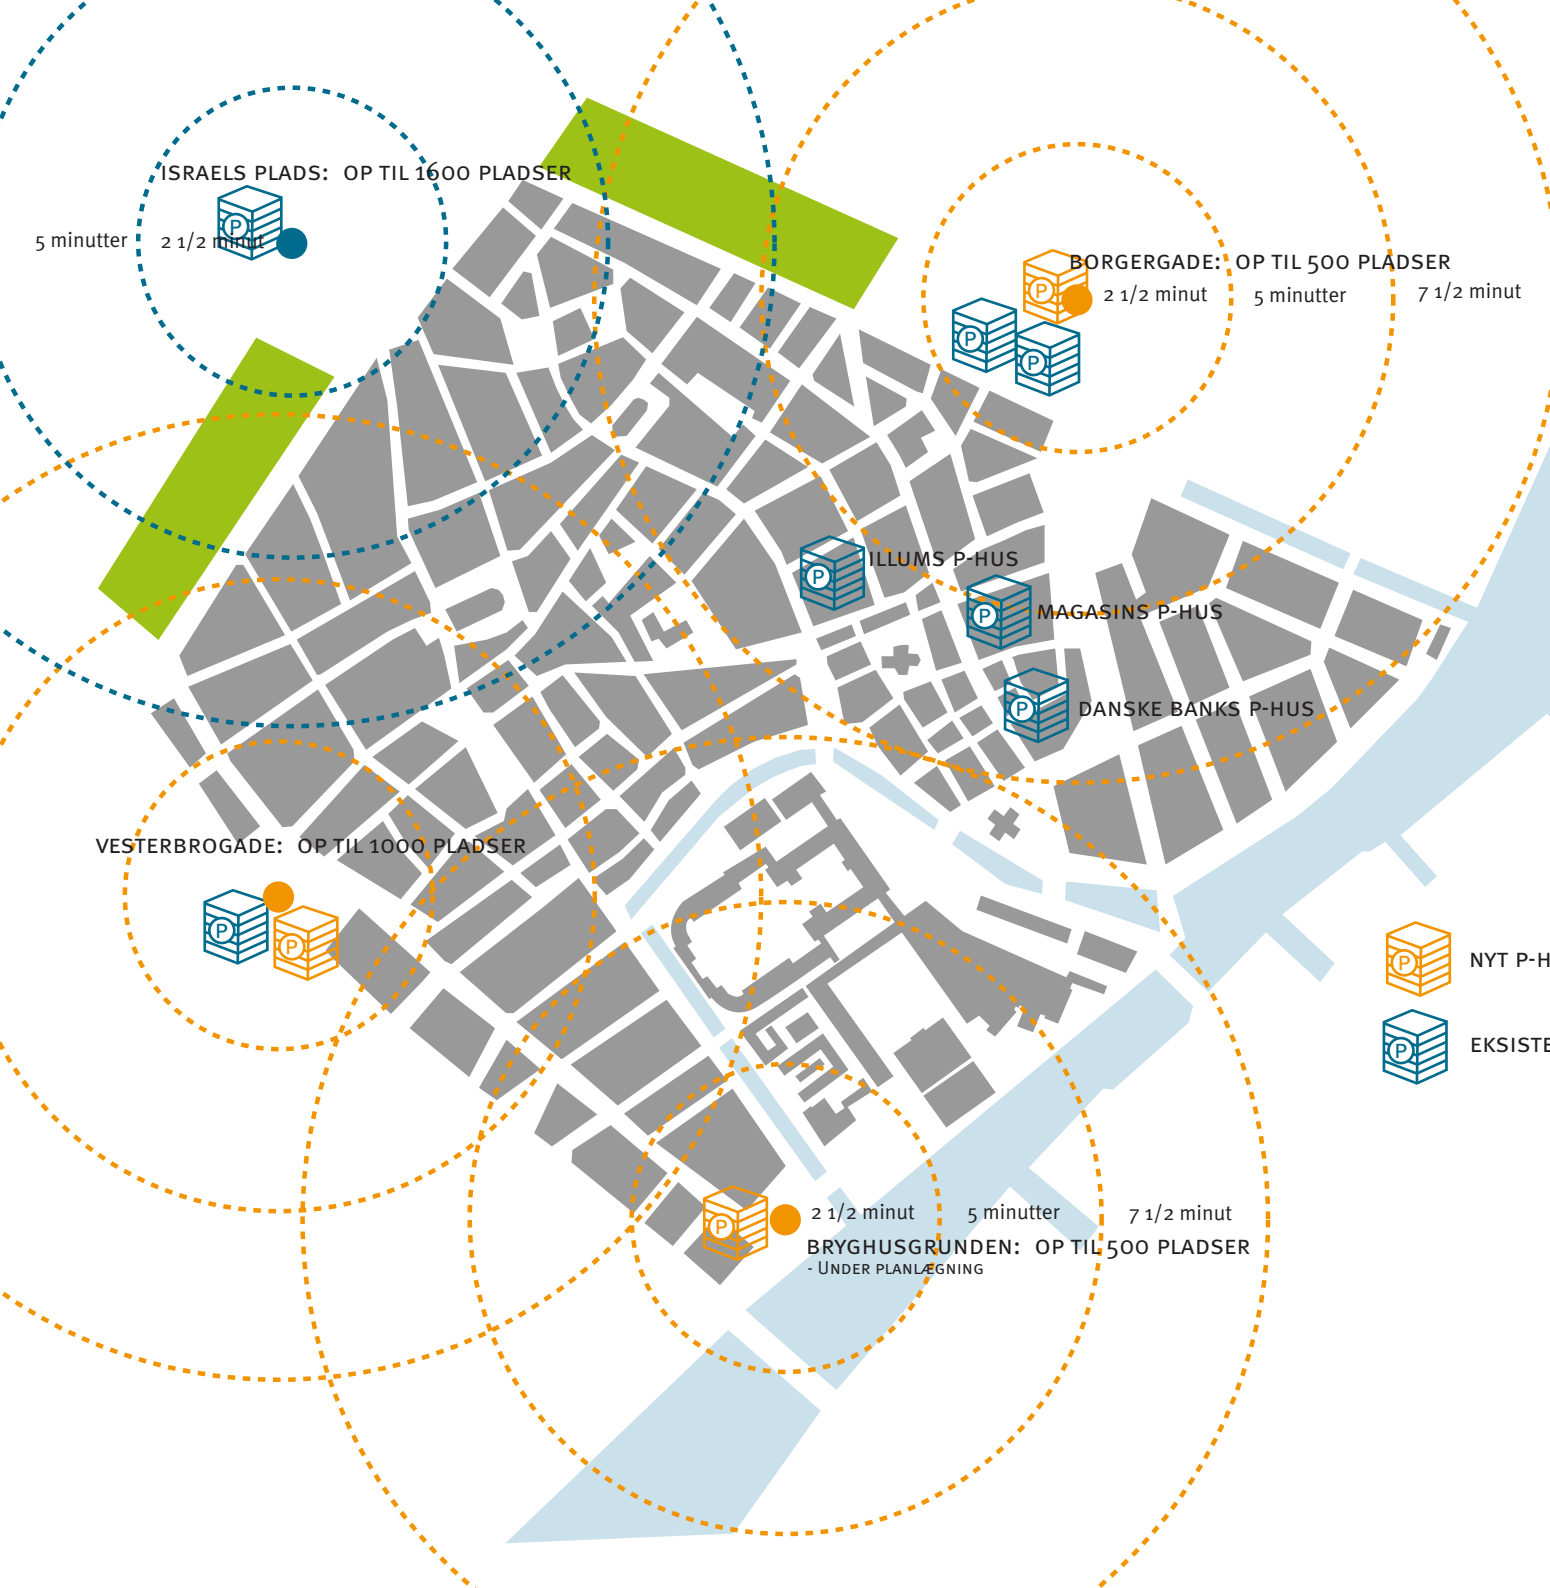 ISRAELS PLADS: OP TIL 1600 PLADSER
P
5 minutter 2 1/2 minut
BORGERGADE: OP TIL 500 PLADSER
P
2 1/2 minut 5 minutter 7 1/2 minut
P
P
ILLUMS P-HUS
P
MAGASINS P-HUS
P
DANSKE BANKS P-HUS
P
VESTERBROGADE: OP TIL 1000 PLADSER
P
P
P
NYT P-H
P
EKSISTE
P
2 1/2 minut 5 minutter 7 1/2 minut
BRYGHUSGRUNDEN: OP TIL 500 PLADSER
- UNDER PLANLÆGNING